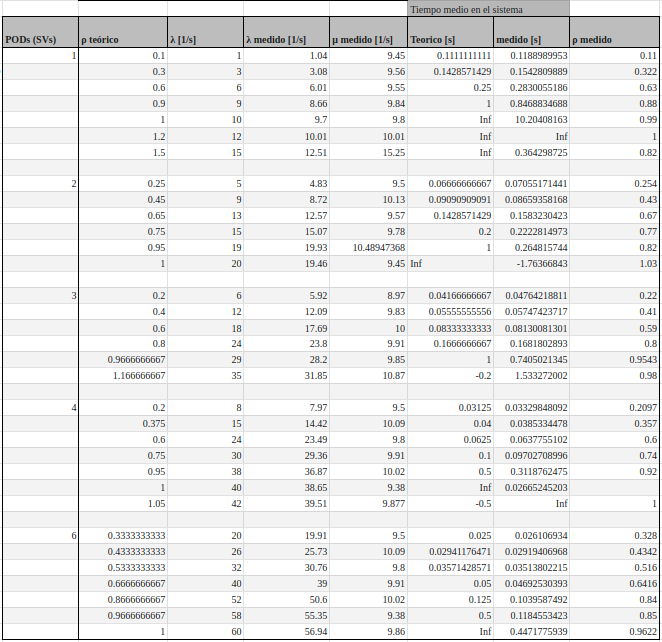 Tiempo medio en el sistema
PODs (SVs) ρ teórico λ [1/s] λ medido [1/s] μ medido [1/s] Teorico [s] medido [s] ρ medido
1 0.1 1 1.04 9.45 0.1111111111 0.1188989953 0.11
0.3 3 3.08 9.56 0.1428571429 0.1542809889 0.322
0.6 6 6.01 9.55 0.25 0.2830055186 0.63
0.9 9 8.66 9.84 1 0.8468834688 0.88
1 10 9.7 9.8 Inf 10.20408163 0.99
1.2 12 10.01 10.01 Inf Inf 1
1.5 15 12.51 15.25 Inf 0.364298725 0.82
2 0.25 5 4.83 9.5 0.06666666667 0.07055171441 0.254
0.45 9 8.72 10.13 0.09090909091 0.08659358168 0.43
0.65 13 12.57 9.57 0.1428571429 0.1583230423 0.67
0.75 15 15.07 9.78 0.2 0.2222814973 0.77
0.95 19 19.93 10.48947368 1 0.264815744 0.82
1 20 19.46 9.45 Inf -1.76366843 1.03
3 0.2 6 5.92 8.97 0.04166666667 0.04764218811 0.22
0.4 12 12.09 9.83 0.05555555556 0.05747423717 0.41
0.6 18 17.69 10 0.08333333333 0.08130081301 0.59
0.8 24 23.8 9.91 0.1666666667 0.1681802893 0.8
0.9666666667 29 28.2 9.85 1 0.7405021345 0.9543
1.166666667 35 31.85 10.87 -0.2 1.533272002 0.98
4 0.2 8 7.97 9.5 0.03125 0.03329848092 0.2097
0.375 15 14.42 10.09 0.04 0.0385334478 0.357
0.6 24 23.49 9.8 0.0625 0.0637755102 0.6
0.75 30 29.36 9.91 0.1 0.09702708996 0.74
0.95 38 36.87 10.02 0.5 0.3118762475 0.92
1 40 38.65 9.38 Inf 0.02665245203
1.05 42 39.51 9.877 -0.5 Inf 1
6 0.3333333333 20 19.91 9.5 0.025 0.026106934 0.328
0.4333333333 26 25.73 10.09 0.02941176471 0.02919406968 0.4342
0.5333333333 32 30.76 9.8 0.03571428571 0.03513802215 0.516
0.6666666667 40 39 9.91 0.05 0.04692530393 0.6416
0.8666666667 52 50.6 10.02 0.125 0.1039587492 0.84
0.9666666667 58 55.35 9.38 0.5 0.1184553423 0.85
1 60 56.94 9.86 Inf 0.4471775939 0.9622